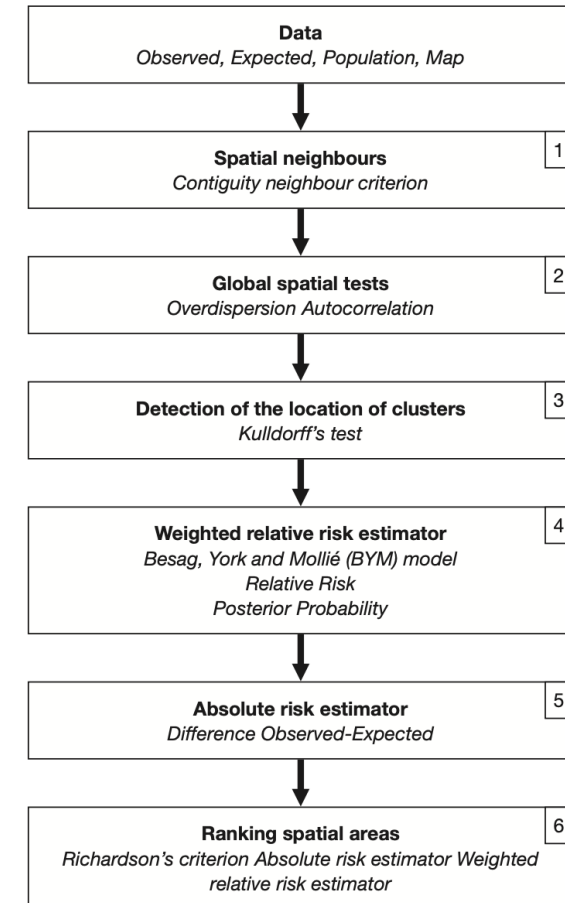 Data
Observed, Expected, Population, Map
1
Spatial neighbours
Contiguity neighbour criterion
2
Global spatial tests
Overdispersion Autocorrelation
3
Detection of the location of clusters
Kulldorff's test
4
Weighted relative risk estimator
Besag, York and Mollié (BYM) model
Relative Risk
Posterior Probability
5
Absolute risk estimator
Difference Observed-Expected
6
Ranking spatial areas
Richardson's criterion Absolute risk estimator Weighted
relative risk estimator